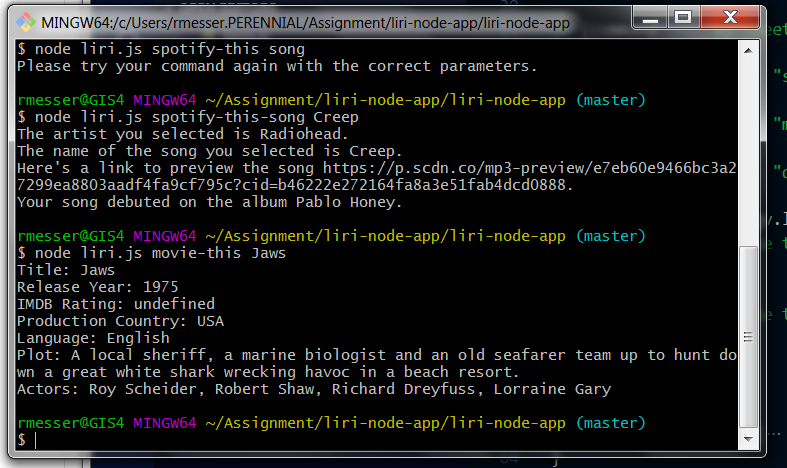 MINGW64:/c/Users/rmesser.PERENNIAL/Assignment/liri-node-app/liri-node-app
$ node liri.js spotify-this song
Please try your command again with the correct parameters.
rmesser@GIS4 MINGW64 ~/Assignment/liri-node-app/liri-node-app (master)
$ node liri.js spotify-this-song Creep
The artist you selected is Radiohead.
The name of the song you selected is Creep.
Here's a link to preview the song https://p.scdn.co/mp3-preview/e7eb60e9466bc3a2
7299ea8803aadf4fa9cf795c?cid=b46222e272164fa8a3e51fab4dcd0888.
Your song debuted on the album Pablo Honey.
rmesser@GIS4 MINGW64 ~/Assignment/liri-node-app/liri-node-app (master)
$ node liri.js movie-this Jaws
Title: Jaws
Release Year: 1975
IMDB Rating: undefined
Production Country: USA
Language: English
Plot: A local sheriff, a marine biologist and an old seafarer team up to hunt do
wn a great white shark wrecking havoc in a beach resort.
Actors: Roy Scheider, Robert Shaw, Richard Dreyfuss, Lorraine Gary
rmesser@GIS4 MINGW64 ~/Assignment/liri-node-app/liri-node-app (master)
$